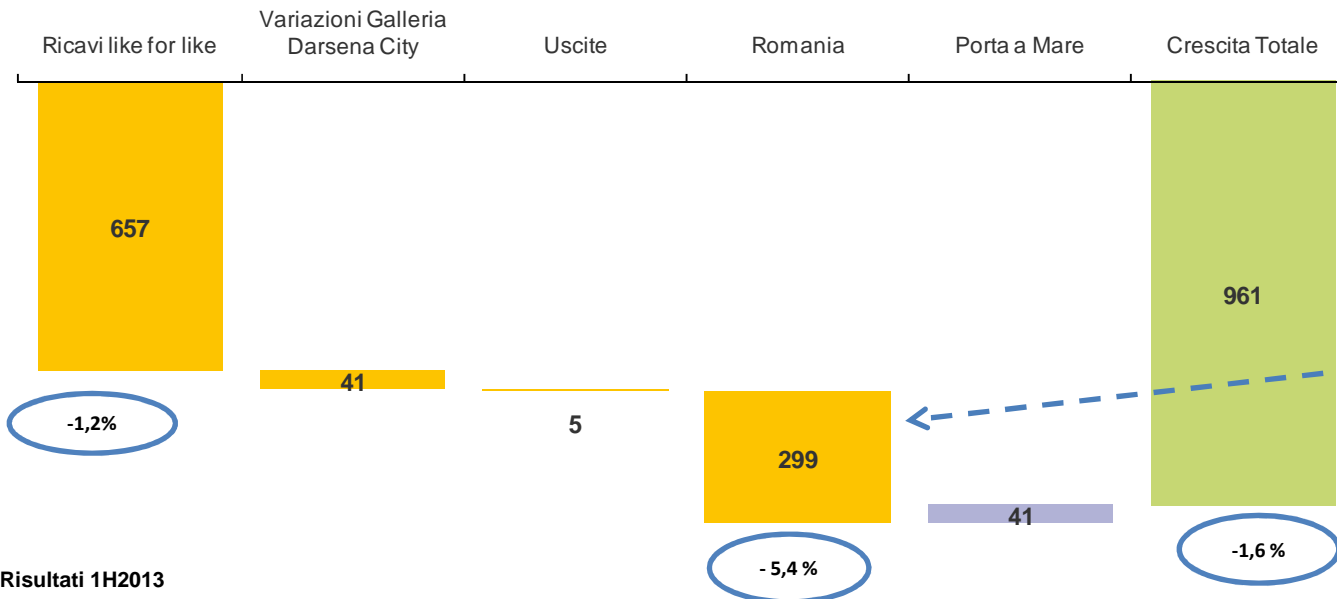 Ricavi like for like
Variazioni Galleria
Darsena City
Uscite
Romania
Porta a Mare
Crescita Totale
657
41
5
299
41
961
-1,2%
- 5,4 %
-1,6 %
Risultati 1H2013